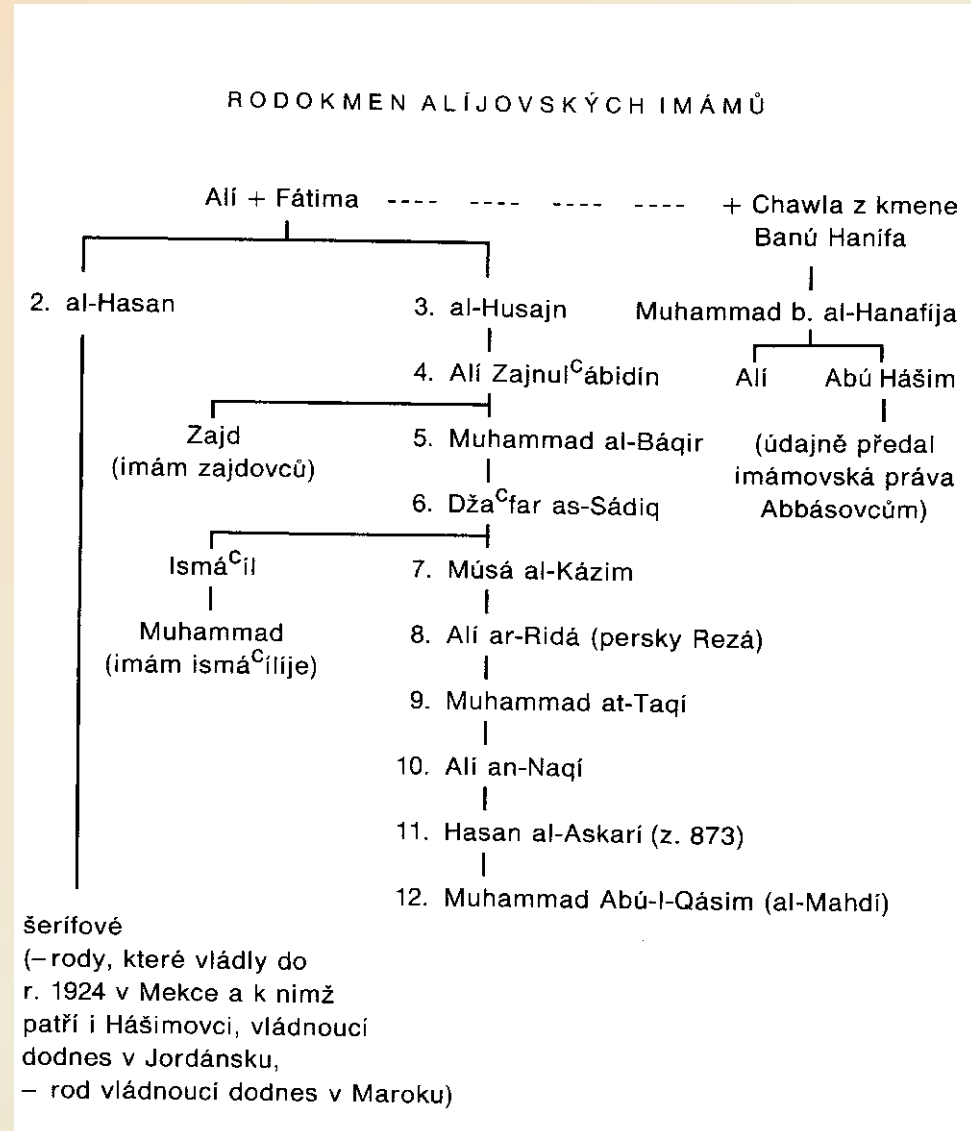 RODOKMEN ALÍJOVSKÝCH IMÁMŮ
Alí + Fátima ---- ---- ---- ---- + Chawla z kmene
Banú Hanífa
2. al-Hasan
3. al-Husajn
Muhammad b. al-Hanafíja
4. Alí Zajnulᶜábidín
Alí
Abú Hášim
Zajd
(imám zajdovců)
5. Muhammad al-Báqir
(údajně předal
imámovská práva
Abbásovcům)
6. Džaᶜfar as-Sádiq
Ismáᶜíl
7. Músá al-Kázim
Muhammad
(imám ismáᶜílíje)
8. Alí ar-Ridá (persky Rezá)
9. Muhammad at-Taqí
10. Alí an-Naqí
11. Hasan al-Askarí (z. 873)
12. Muhammad Abú-l-Qásim (al-Mahdí)
šerífové
(–rody, které vládly do
r. 1924 v Mekce a k nimž
patří i Hášimovci, vládnoucí
dodnes v Jordánsku,
– rod vládnoucí dodnes v Maroku)